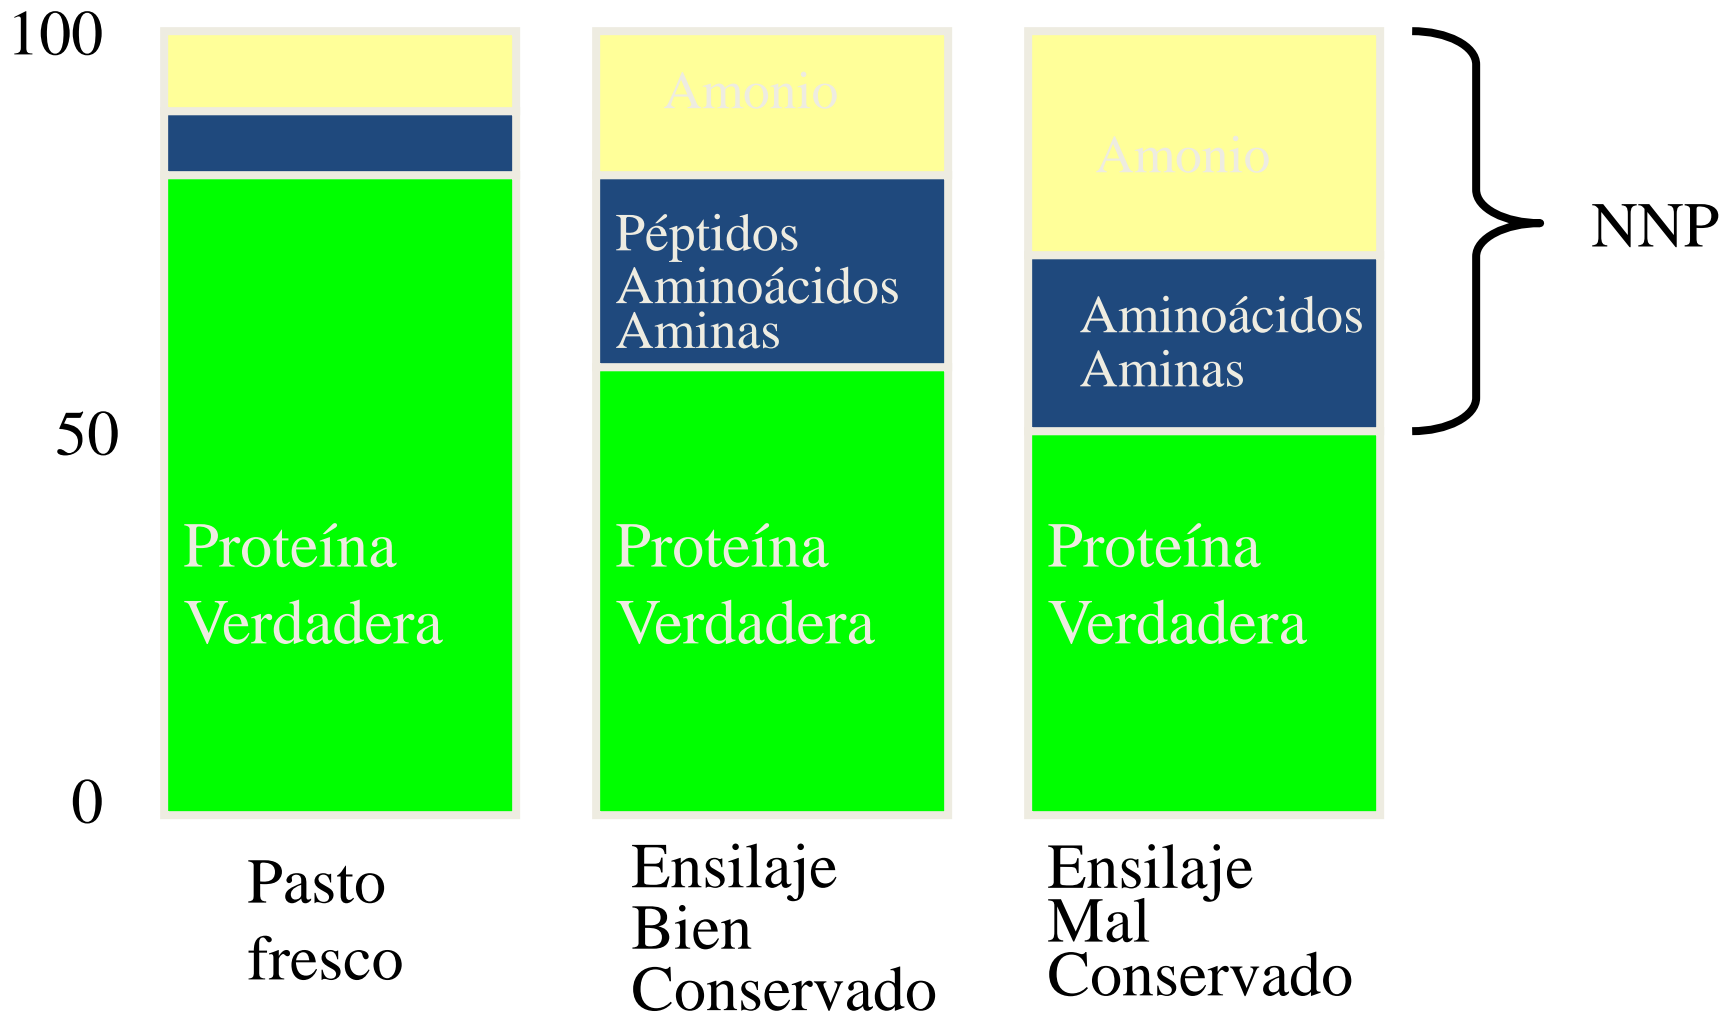 100
50
0
Amonio
Amonio
NNP
Péptidos
Aminoácidos
Aminas
Aminoácidos
Aminas
Proteína
Verdadera
Proteína
Verdadera
Proteína
Verdadera
Pasto
fresco
Ensilaje
Bien
Conservado
Ensilaje
Mal
Conservado